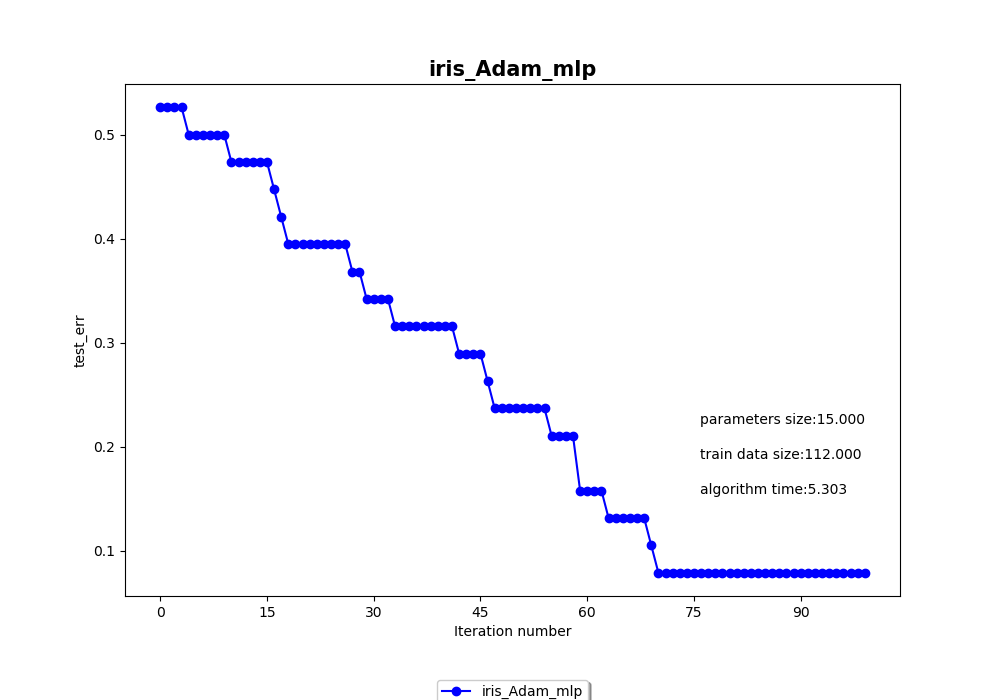 iris_Adam_mlp
0.5
0.4
0.3
0.2
0.1
test_err
parameters size:15.000
train data size:112.000
algorithm time:5.303
0 15 30 45 60 75 90
Iteration number
iris_Adam_mlp